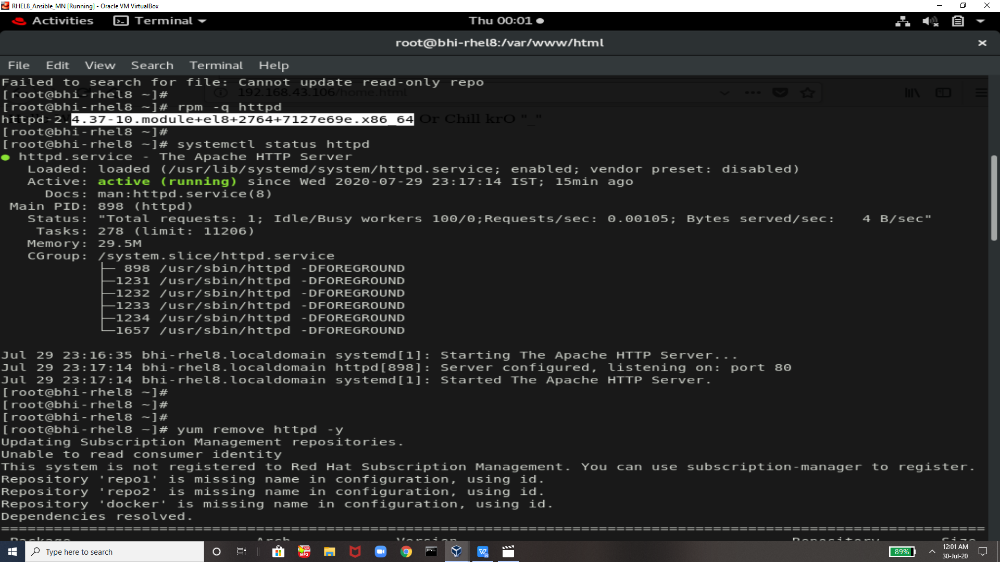 RHEL8_Ansible_MN [Running] - Oracle VM VirtualBox
Activities Terminal Thu 00:01
root@bhi-rhel8:/var/www/html
File Edit View Search Terminal Help
Failed to search for file: Cannot update read-only repo
[root@bhi-rhel8 ~]#
192.168.43.106/home.html
[root@bhi-rhel8 ~]# rpm -q httpd
httpd-2.4.37-10.module+el8+2764+7127e69e.x86_64 Or Chill krO "_"
[root@bhi-rhel8 ~]#
[root@bhi-rhel8 ~]# systemctl status httpd
● httpd.service - The Apache HTTP Server
Loaded: loaded (/usr/lib/systemd/system/httpd.service; enabled; vendor preset: disabled)
Active: active (running) since Wed 2020-07-29 23:17:14 IST; 15min ago
Docs: man:httpd.service(8)
Main PID: 898 (httpd)
Status: "Total requests: 1; Idle/Busy workers 100/0;Requests/sec: 0.00105; Bytes served/sec:   4 B/sec"
Tasks: 278 (limit: 11206)
Memory: 29.5M
CGroup: /system.slice/httpd.service
├─ 898 /usr/sbin/httpd -DFOREGROUND
├─1231 /usr/sbin/httpd -DFOREGROUND
├─1232 /usr/sbin/httpd -DFOREGROUND
├─1233 /usr/sbin/httpd -DFOREGROUND
├─1234 /usr/sbin/httpd -DFOREGROUND
└─1657 /usr/sbin/httpd -DFOREGROUND
Jul 29 23:16:35 bhi-rhel8.localdomain systemd[1]: Starting The Apache HTTP Server...
Jul 29 23:17:14 bhi-rhel8.localdomain httpd[898]: Server configured, listening on: port 80
Jul 29 23:17:14 bhi-rhel8.localdomain systemd[1]: Started The Apache HTTP Server.
[root@bhi-rhel8 ~]#
[root@bhi-rhel8 ~]#
[root@bhi-rhel8 ~]#
[root@bhi-rhel8 ~]# yum remove httpd -y
Updating Subscription Management repositories.
Unable to read consumer identity
This system is not registered to Red Hat Subscription Management. You can use subscription-manager to register.
Repository 'repo1' is missing name in configuration, using id.
Repository 'repo2' is missing name in configuration, using id.
Repository 'docker' is missing name in configuration, using id.
Dependencies resolved.
================================================================================================================
Package Arch Version Repository Size
Type here to search MP3 89% 12:01 AM
30-Jul-20